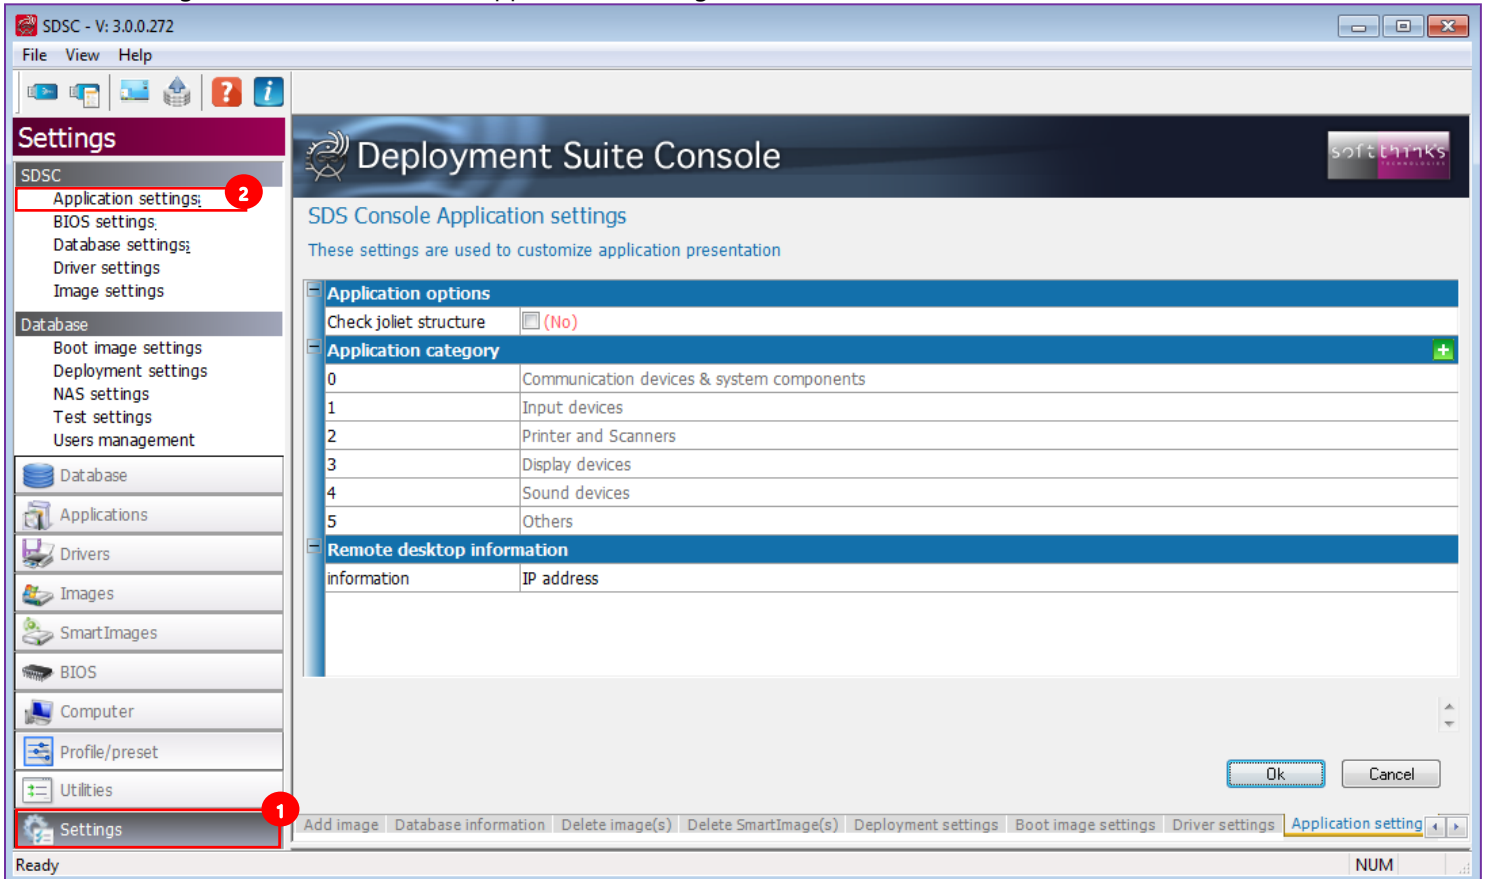 SDSC - V: 3.0.0.272
File View Help
Settings
SDSC
Application settings
2
BIOS settings
Database settings
Driver settings
Image settings
Database
Boot image settings
Deployment settings
NAS settings
Test settings
Users management
Database
Applications
Drivers
Images
SmartImages
BIOS
Computer
Profile/preset
Utilities
1
Settings
Deployment Suite Console
softthinks
SDS Console Application settings
These settings are used to customize application presentation
Application options
Check joliet structure (No)
Application category
0 Communication devices & system components
1 Input devices
2 Printer and Scanners
3 Display devices
4 Sound devices
5 Others
Remote desktop information
information IP address
Ok Cancel
Add image Database information Delete image(s) Delete SmartImage(s) Deployment settings Boot image settings Driver settings Application setting
Ready NUM